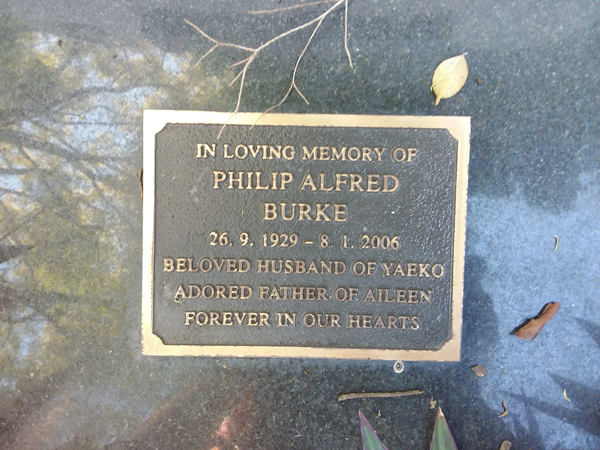 IN LOVING MEMORY OF
PHILIP ALFRED
BURKE
26. 9. 1929 – 8. 1. 2006
BELOVED HUSBAND OF YAEKO
ADORED FATHER OF AILEEN
FOREVER IN OUR HEARTS